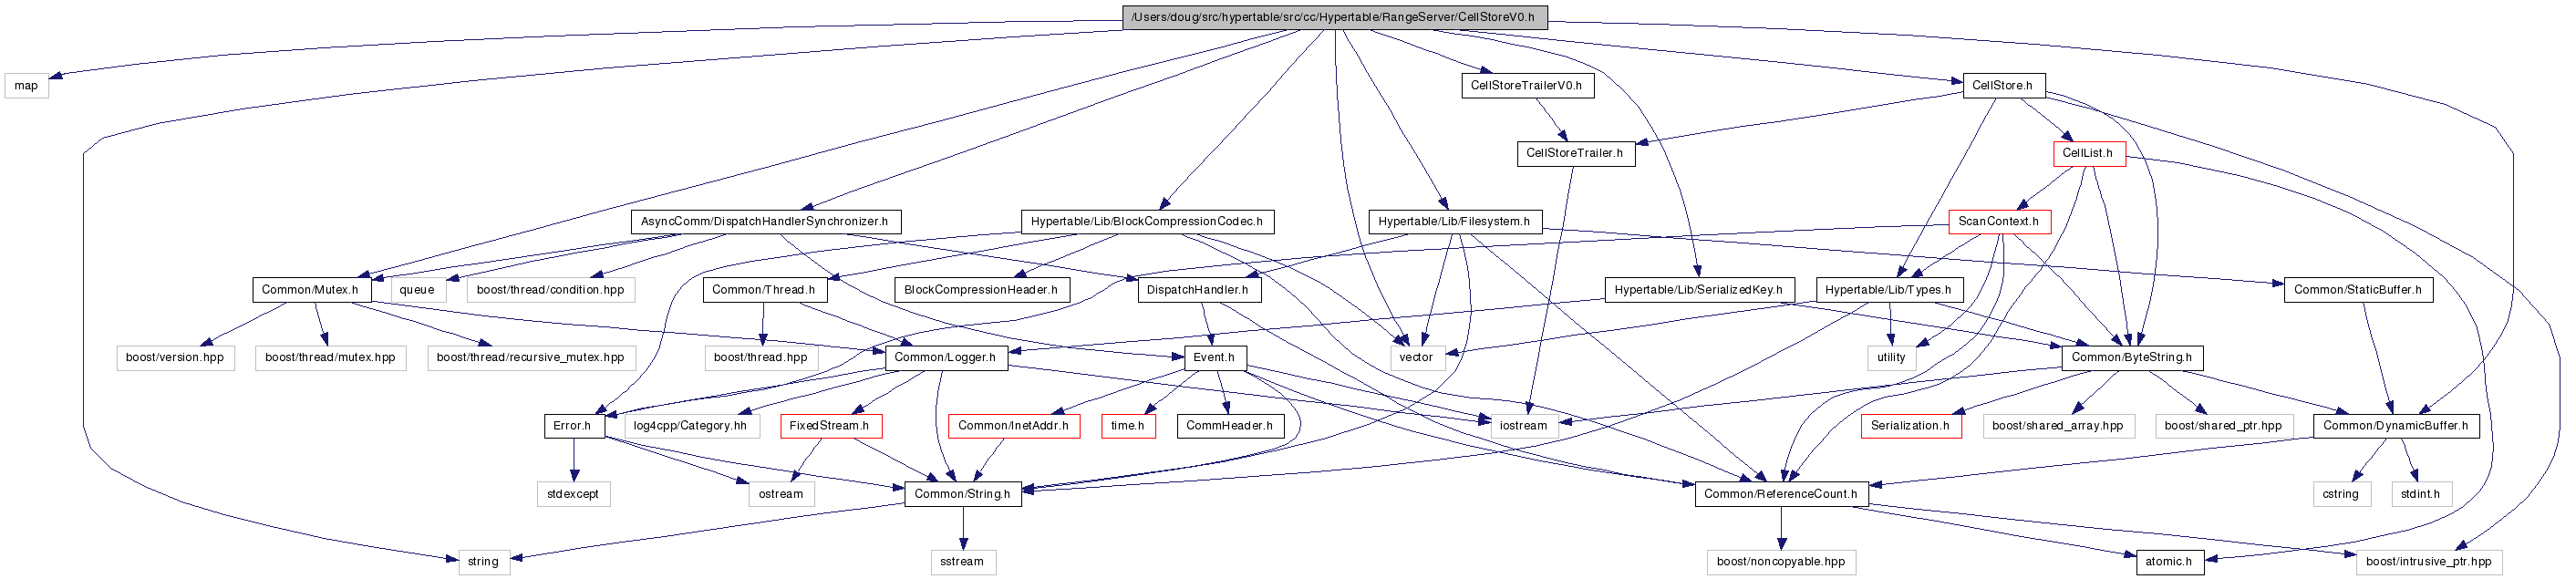 /Users/doug/src/hypertable/src/cc/Hypertable/RangeServer/CellStoreV0.h
map
CellStoreTrailerV0.h
CellStore.h
CellStoreTrailer.h
CellList.h
AsyncComm/DispatchHandlerSynchronizer.h
Hypertable/Lib/BlockCompressionCodec.h
Hypertable/Lib/Filesystem.h
ScanContext.h
Common/Mutex.h
queue
boost/thread/condition.hpp
Common/Thread.h
BlockCompressionHeader.h
DispatchHandler.h
Hypertable/Lib/SerializedKey.h
Hypertable/Lib/Types.h
Common/StaticBuffer.h
boost/version.hpp
boost/thread/mutex.hpp
boost/thread/recursive_mutex.hpp
boost/thread.hpp
Common/Logger.h
Event.h
vector
utility
Common/ByteString.h
Error.h
log4cpp/Category.hh
FixedStream.h
Common/InetAddr.h
time.h
CommHeader.h
iostream
Serialization.h
boost/shared_array.hpp
boost/shared_ptr.hpp
Common/DynamicBuffer.h
stdexcept
ostream
Common/String.h
Common/ReferenceCount.h
cstring
stdint.h
string
sstream
boost/noncopyable.hpp
atomic.h
boost/intrusive_ptr.hpp